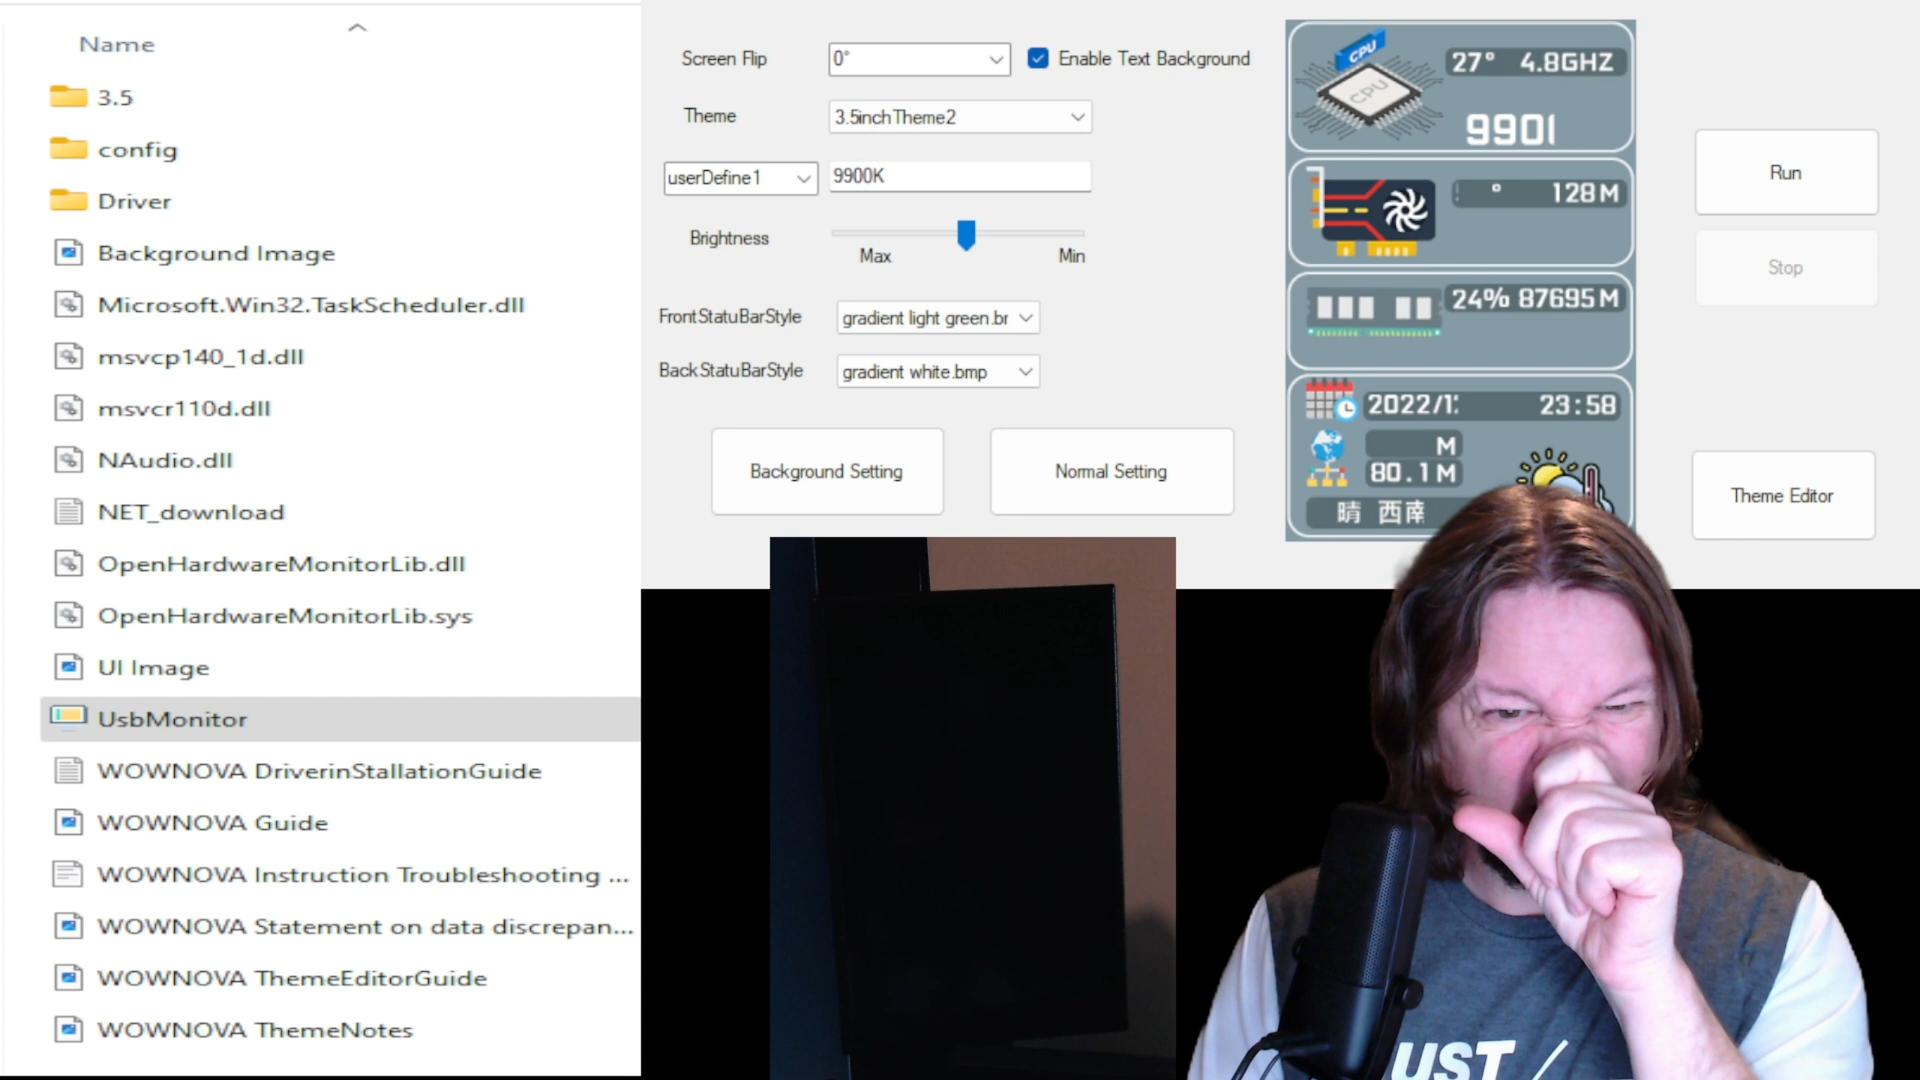 Name
3.5
config
Driver
Background Image
Microsoft.Win32.TaskScheduler.dll
msvcp140_1d.dll
msvcr110d.dll
NAudio.dll
NET_download
OpenHardwareMonitorLib.dll
OpenHardwareMonitorLib.sys
UI Image
UsbMonitor
WOWNOVA DriverinStallationGuide
WOWNOVA Guide
WOWNOVA Instruction Troubleshooting ...
WOWNOVA Statement on data discrepan...
WOWNOVA ThemeEditorGuide
WOWNOVA ThemeNotes
Screen Flip 0° Enable Text Background
Theme 3.5inchTheme2
userDefine1 9900K
Brightness
Max Min
FrontStatuBarStyle gradient light green.br
BackStatuBarStyle gradient white.bmp
Background Setting Normal Setting
CPU
CPU
27° 4.8GHZ
990
° 128M
24% 87695M
2022/1 23:58
M
80.1M
晴 西南
Run
Stop
Theme Editor
UST /